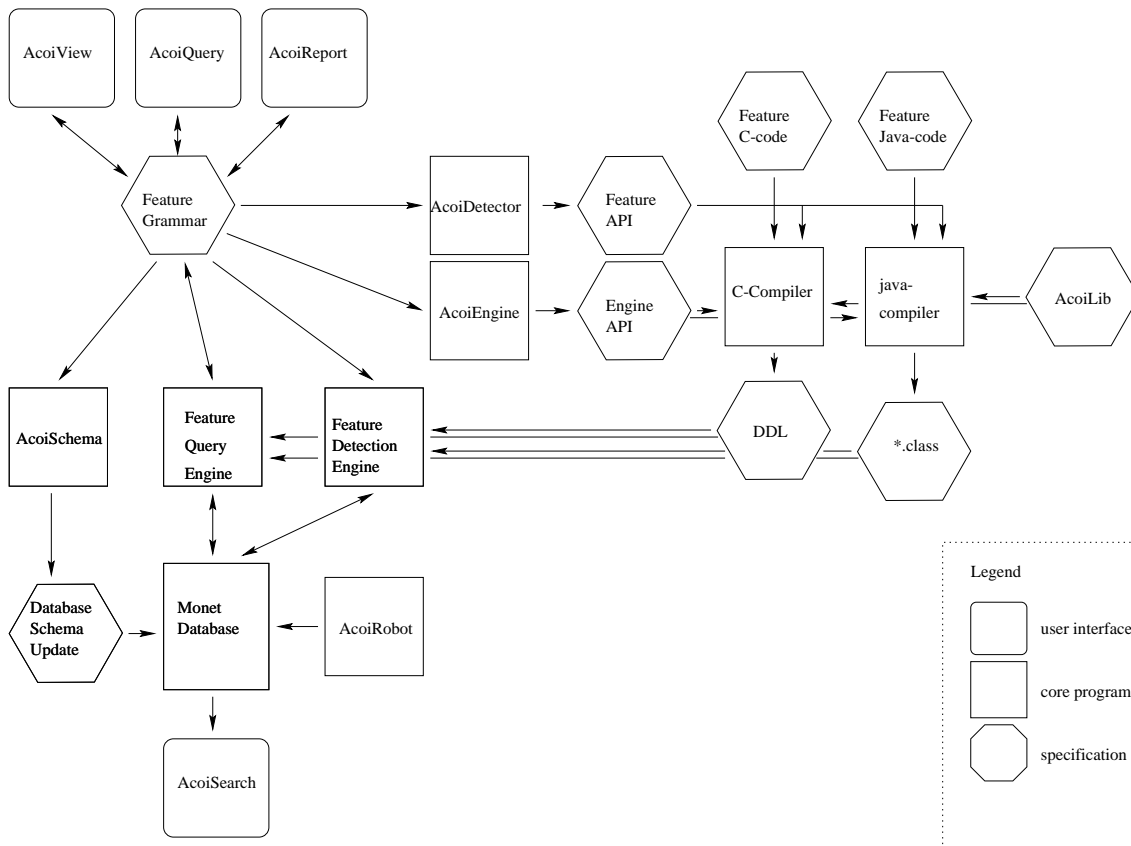 AcoiView
AcoiQuery
AcoiReport
Feature
C-code
Feature
Java-code
Feature
Grammar
AcoiDetector
Feature
API
AcoiEngine
Engine
API
C-Compiler
java-
compiler
AcoiLib
AcoiSchema
Feature
Query
Engine
Feature
Detection
Engine
DDL
*.class
Database
Schema
Update
Monet
Database
AcoiRobot
AcoiSearch
Legend
user interface
core program
specification